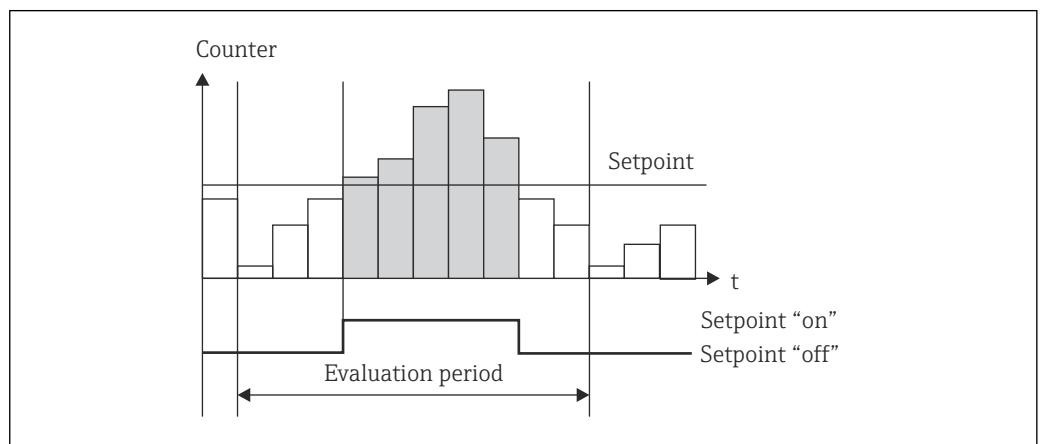 Counter
Setpoint
t
Setpoint “on”
Setpoint “off”
Evaluation period